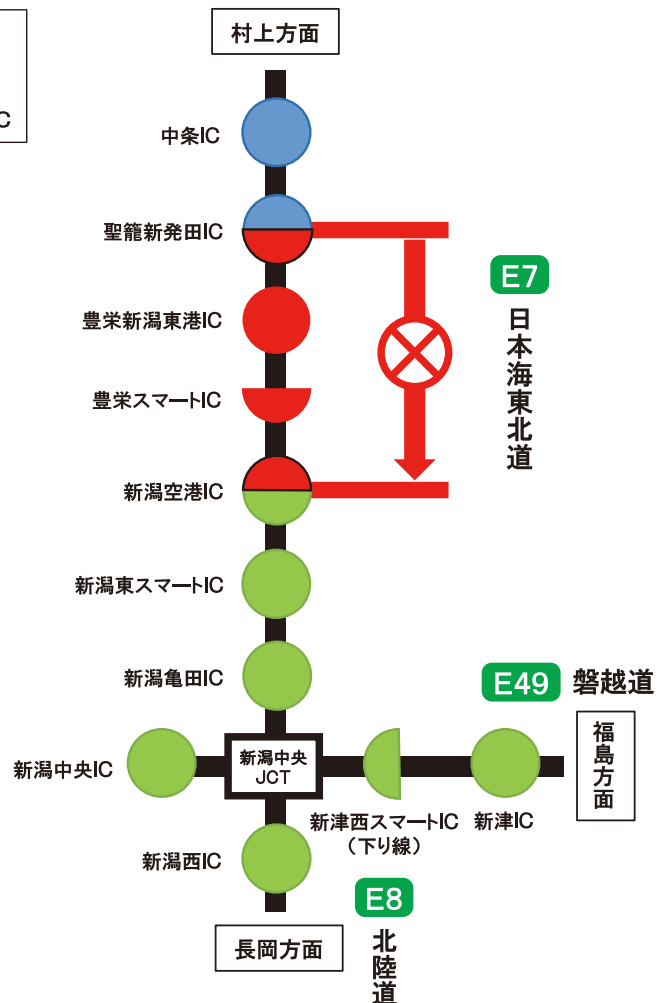 村上方面
C
中条IC
聖籠新発田IC
E7
日本海東北道
豊栄新潟東港IC
豊栄スマートIC
新潟空港IC
新潟東スマートIC
新潟亀田IC
E49 磐越道
福島方面
新潟中央IC
新潟中央
JCT
新津西スマートIC
（下り線）
新津IC
新潟西IC
E8
北陸道
長岡方面